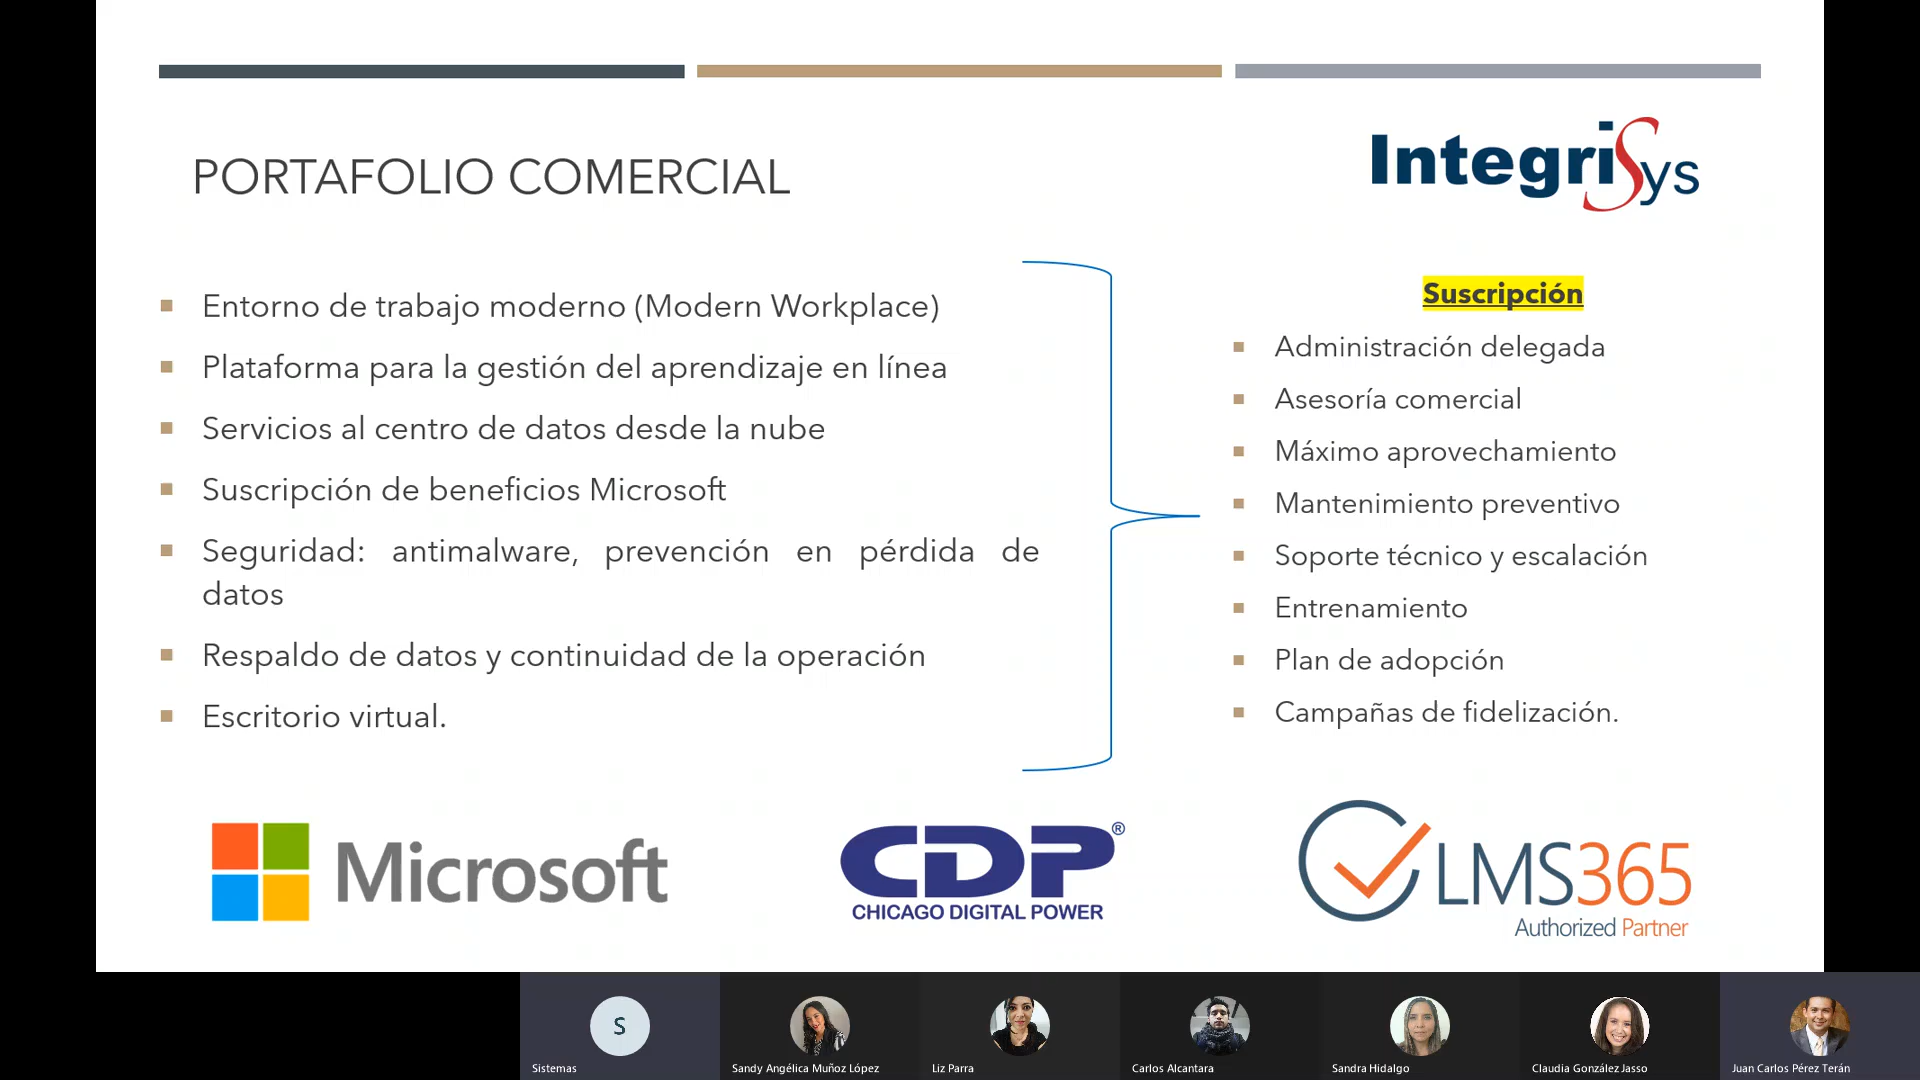 PORTAFOLIO COMERCIAL
IntegriSys
Entorno de trabajo moderno (Modern Workplace)
Plataforma para la gestión del aprendizaje en línea
Servicios al centro de datos desde la nube
Suscripción de beneficios Microsoft
Seguridad: antimalware, prevención en pérdida de
datos
Respaldo de datos y continuidad de la operación
Escritorio virtual.
Suscripción
Administración delegada
Asesoría comercial
Máximo aprovechamiento
Mantenimiento preventivo
Soporte técnico y escalación
Entrenamiento
Plan de adopción
Campañas de fidelización.
Microsoft
CDP®
CHICAGO DIGITAL POWER
LMS365
Authorized Partner
S
Sistemas
Sandy Angélica Muñoz López
Liz Parra
Carlos Alcantara
Sandra Hidalgo
Claudia González Jasso
Juan Carlos Pérez Terán